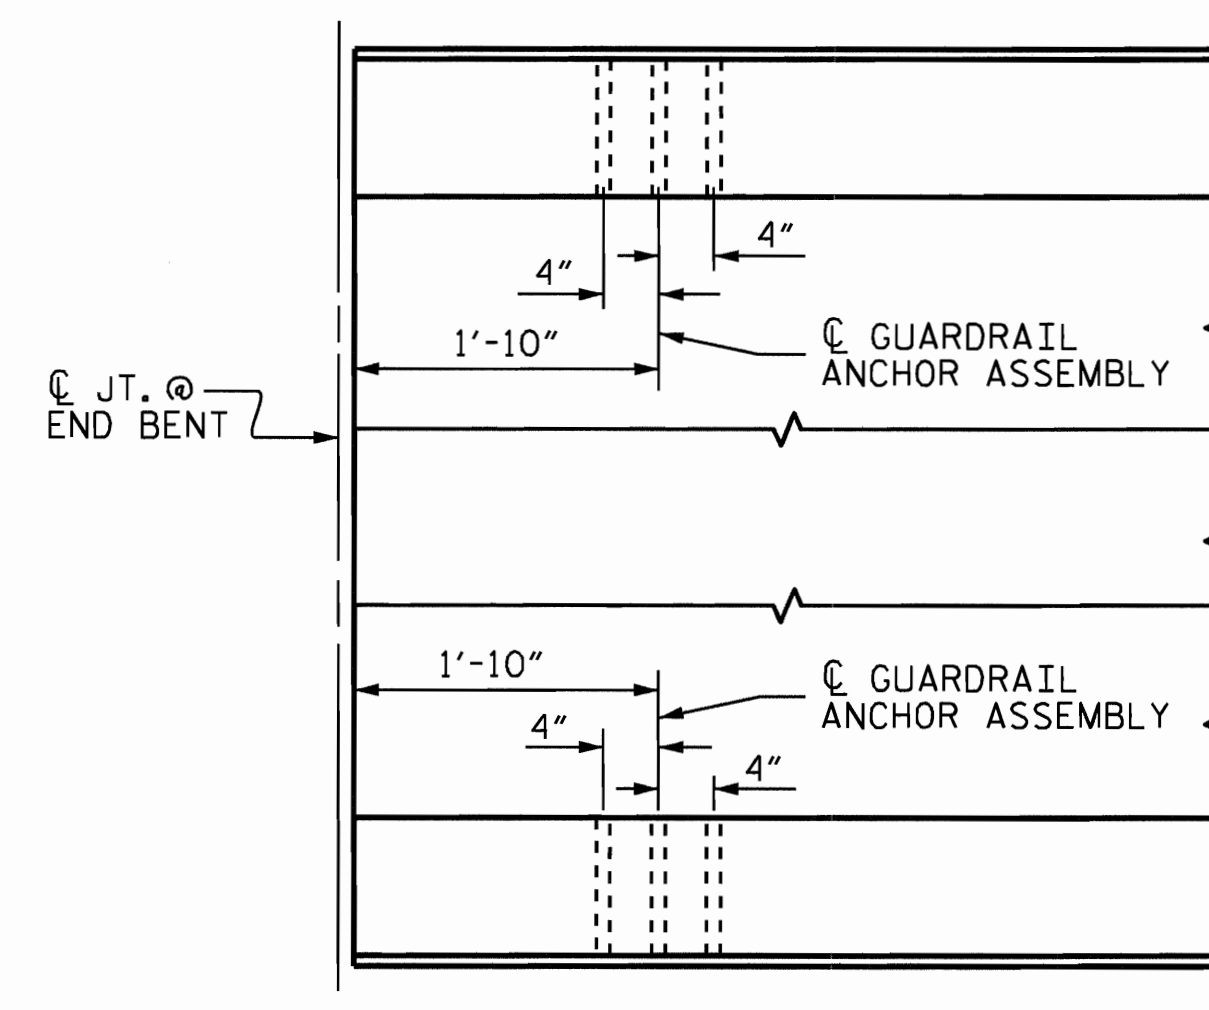 4″
4″
1′-10″
℄ GUARDRAIL
ANCHOR ASSEMBLY
℄ JT. @
END BENT
1′-10″
℄ GUARDRAIL
ANCHOR ASSEMBLY
4″
4″